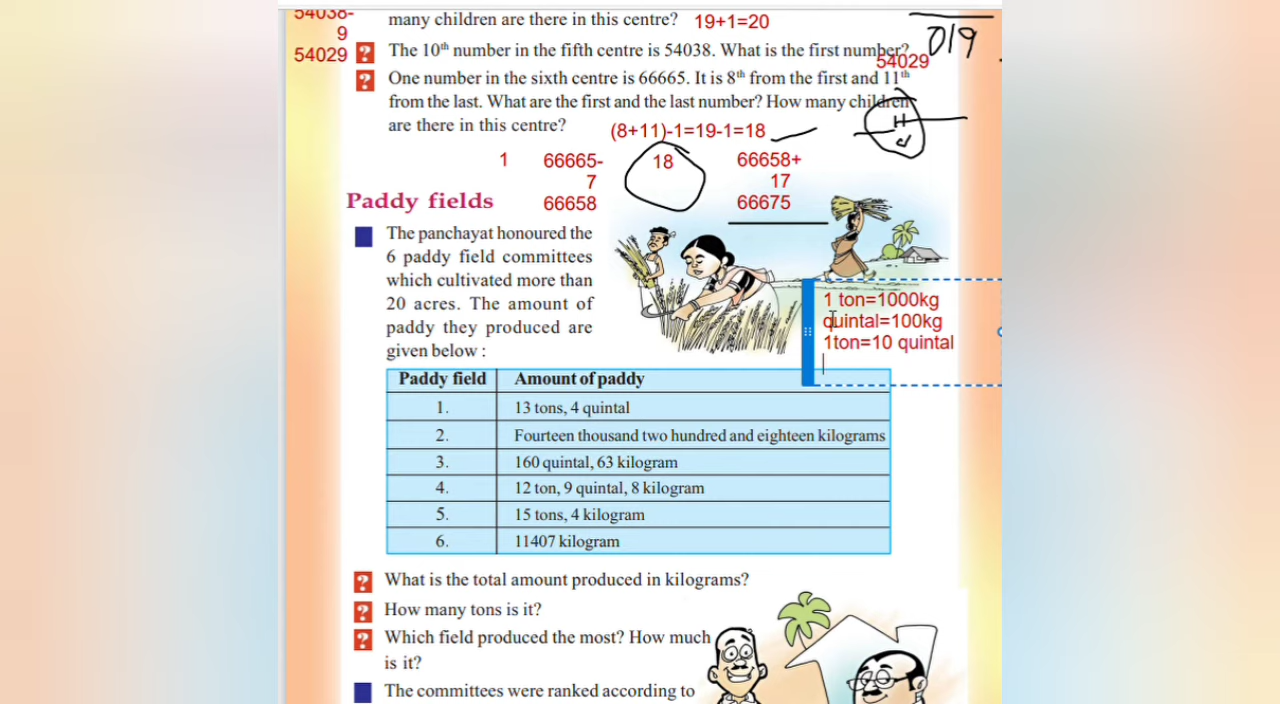 54038-
many children are there in this centre? 19+1=20
9
019
54029 The 10th number in the fifth centre is 54038. What is the first number?
54029
One number in the sixth centre is 66665. It is 8th from the first and 11th
from the last. What are the first and the last number? How many children
are there in this centre? (8+11)-1=19-1=18
1 66665- 18 66658+
7 17
66658 66675
Paddy fields
The panchayat honoured the
6 paddy field committees
which cultivated more than
20 acres. The amount of
paddy they produced are
given below :
1 ton=1000kg
quintal=100kg
1ton=10 quintal
Paddy field Amount of paddy
1. 13 tons, 4 quintal
2. Fourteen thousand two hundred and eighteen kilograms
3. 160 quintal, 63 kilogram
4. 12 ton, 9 quintal, 8 kilogram
5. 15 tons, 4 kilogram
6. 11407 kilogram
? What is the total amount produced in kilograms?
? How many tons is it?
? Which field produced the most? How much
is it?
The committees were ranked according to